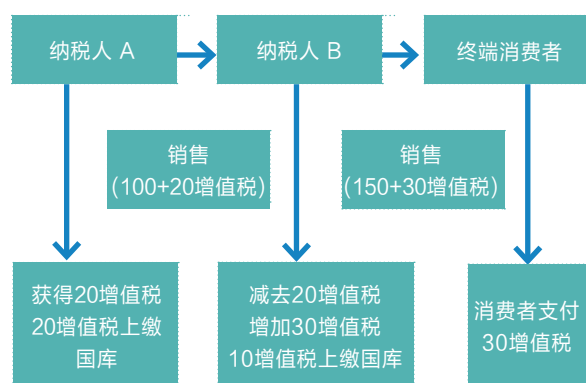 纳税人 A
纳税人 B
终端消费者
销售
(100+20增值税)
销售
(150+30增值税)
获得20增值税
20增值税上缴
国库
减去20增值税
增加30增值税
10增值税上缴国库
消费者支付
30增值税